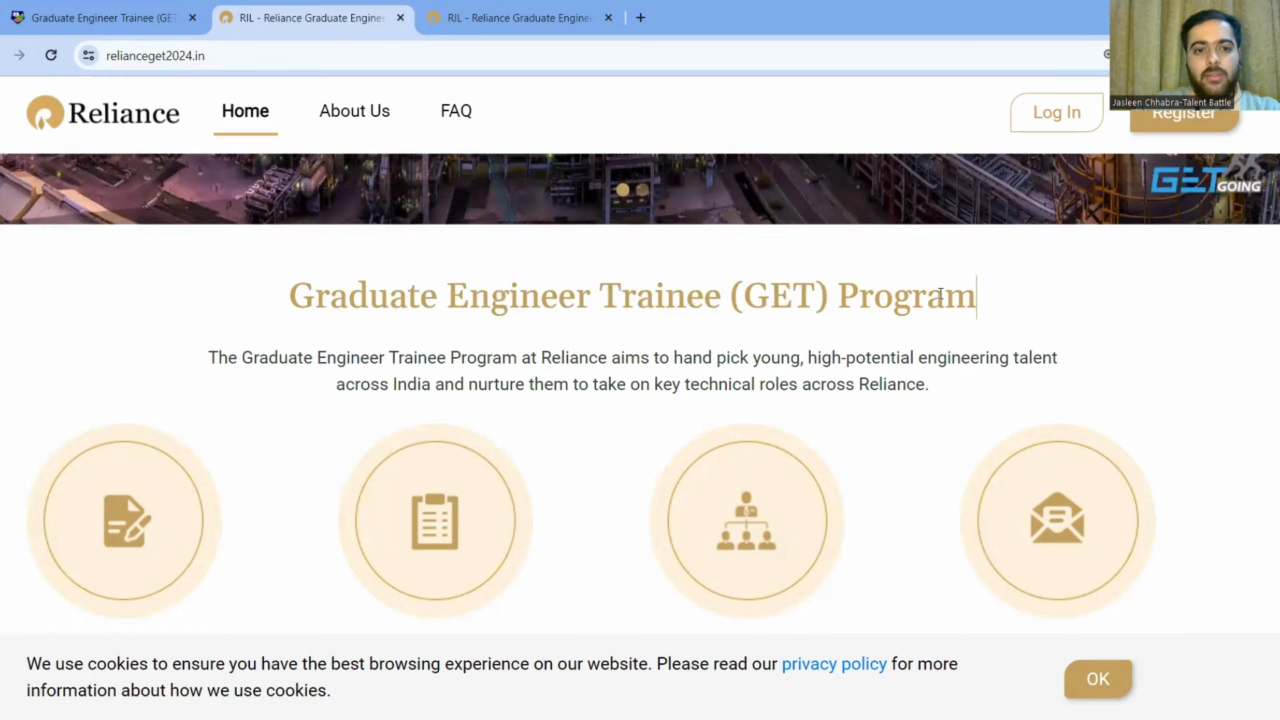 Graduate Engineer Trainee (GET
RIL - Reliance Graduate Enginee
RIL - Reliance Graduate Engine
relianceget2024.in
Jasleen Chhabra-Talent Battle
Reliance
Home
About Us
FAQ
Log In
Register
GET GOING
Graduate Engineer Trainee (GET) Program
The Graduate Engineer Trainee Program at Reliance aims to hand pick young, high-potential engineering talent
across India and nurture them to take on key technical roles across Reliance.
We use cookies to ensure you have the best browsing experience on our website. Please read our privacy policy for more
information about how we use cookies.
OK